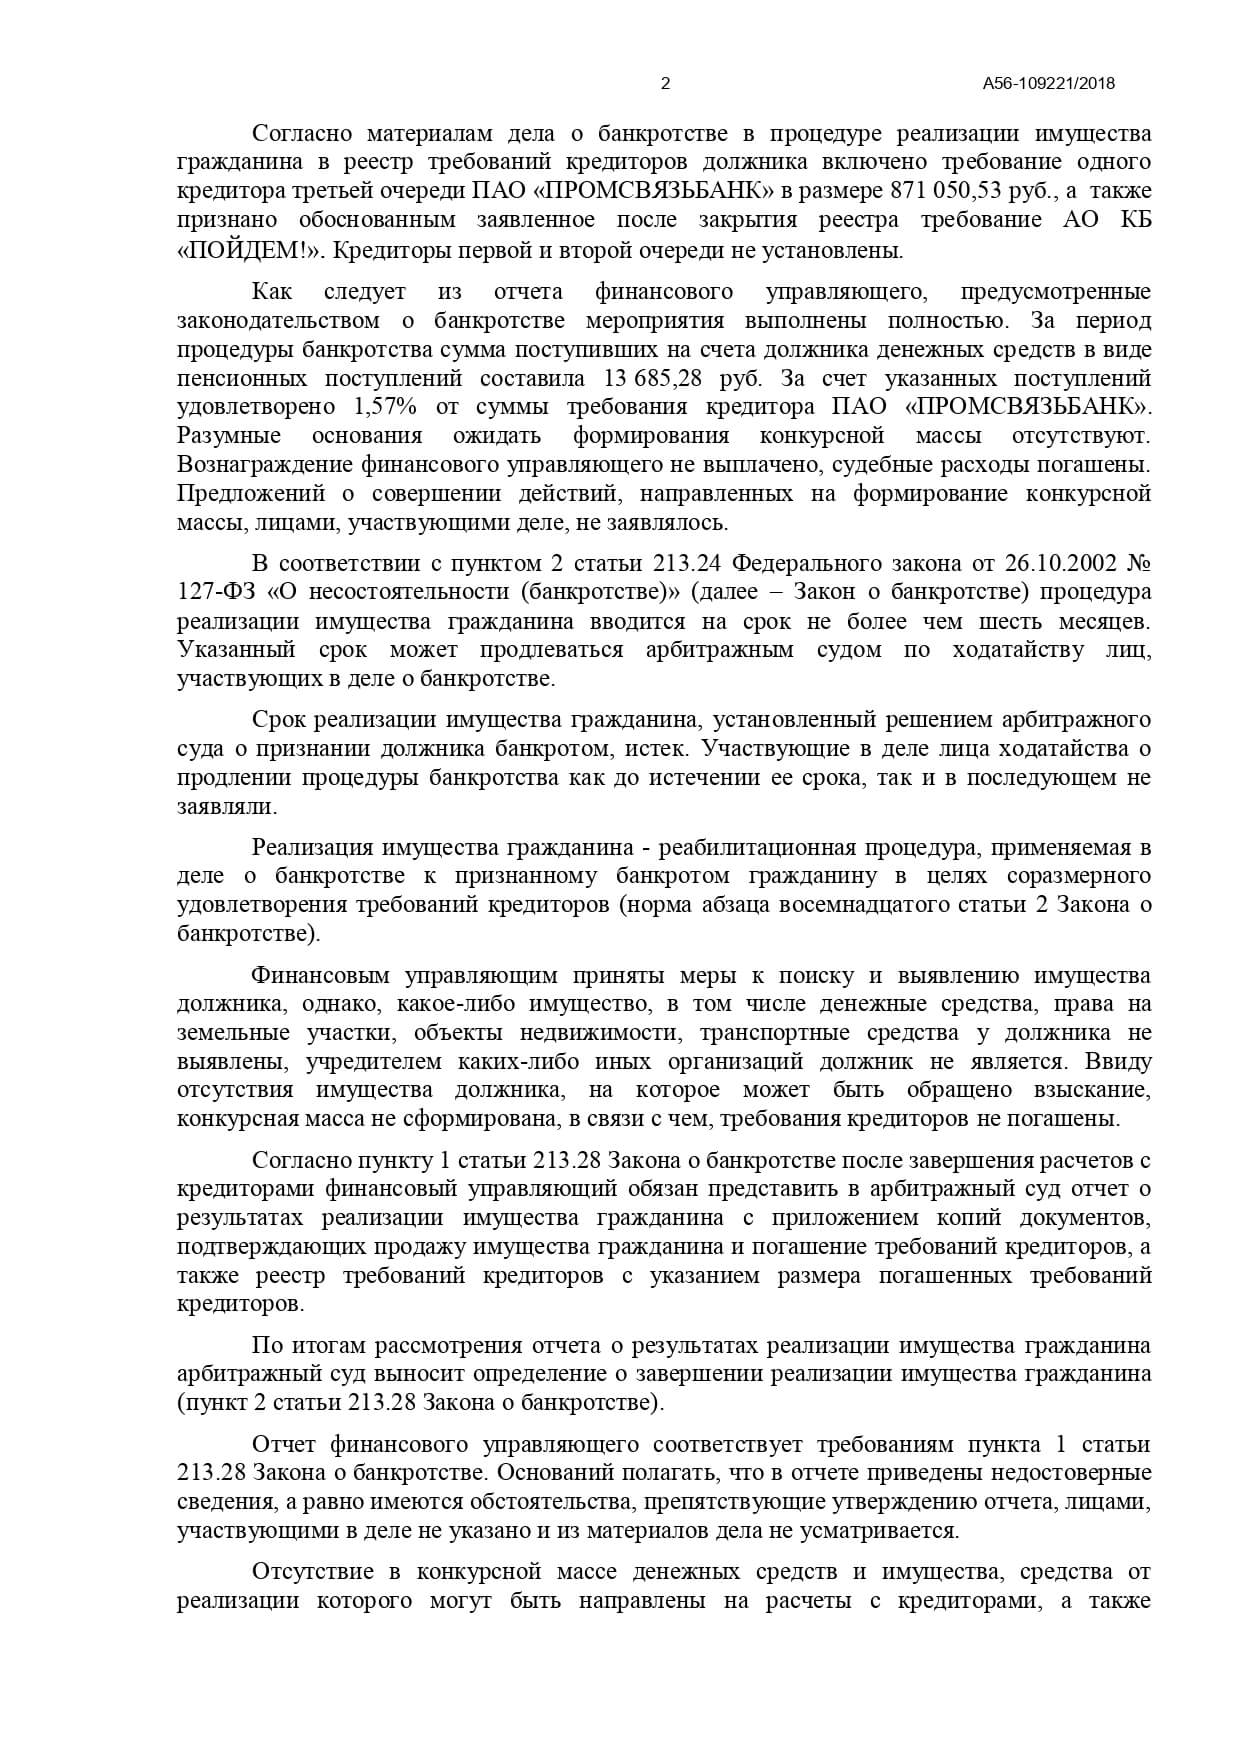 2
А56-109221/2018
Согласно материалам дела о банкротстве в процедуре реализации имущества
гражданина в реестр требований кредиторов должника включено требование одного
кредитора третьей очереди ПАО «ПРОМСВЯЗЬБАНК» в размере 871 050,53 руб., а также
признано обоснованным заявленное после закрытия реестра требование АО КБ
«ПОЙДЕМ!». Кредиторы первой и второй очереди не установлены.
Как следует из отчета финансового управляющего, предусмотренные
законодательством о банкротстве мероприятия выполнены полностью. За период
процедуры банкротства сумма поступивших на счета должника денежных средств в виде
пенсионных поступлений составила 13 685,28 руб. За счет указанных поступлений
удовлетворено 1,57% от суммы требования кредитора ПАО «ПРОМСВЯЗЬБАНК».
Разумные основания ожидать формирования конкурсной массы отсутствуют.
Вознаграждение финансового управляющего не выплачено, судебные расходы погашены.
Предложений о совершении действий, направленных на формирование конкурсной
массы, лицами, участвующими деле, не заявлялось.
В соответствии с пунктом 2 статьи 213.24 Федерального закона от 26.10.2002 №
127-ФЗ «О несостоятельности (банкротстве)» (далее – Закон о банкротстве) процедура
реализации имущества гражданина вводится на срок не более чем шесть месяцев.
Указанный срок может продлеваться арбитражным судом по ходатайству лиц,
участвующих в деле о банкротстве.
Срок реализации имущества гражданина, установленный решением арбитражного
суда о признании должника банкротом, истек. Участвующие в деле лица ходатайства о
продлении процедуры банкротства как до истечении ее срока, так и в последующем не
заявляли.
Реализация имущества гражданина - реабилитационная процедура, применяемая в
деле о банкротстве к признанному банкротом гражданину в целях соразмерного
удовлетворения требований кредиторов (норма абзаца восемнадцатого статьи 2 Закона о
банкротстве).
Финансовым управляющим приняты меры к поиску и выявлению имущества
должника, однако, какое-либо имущество, в том числе денежные средства, права на
земельные участки, объекты недвижимости, транспортные средства у должника не
выявлены, учредителем каких-либо иных организаций должник не является. Ввиду
отсутствия имущества должника, на которое может быть обращено взыскание,
конкурсная масса не сформирована, в связи с чем, требования кредиторов не погашены.
Согласно пункту 1 статьи 213.28 Закона о банкротстве после завершения расчетов с
кредиторами финансовый управляющий обязан представить в арбитражный суд отчет о
результатах реализации имущества гражданина с приложением копий документов,
подтверждающих продажу имущества гражданина и погашение требований кредиторов, а
также реестр требований кредиторов с указанием размера погашенных требований
кредиторов.
По итогам рассмотрения отчета о результатах реализации имущества гражданина
арбитражный суд выносит определение о завершении реализации имущества гражданина
(пункт 2 статьи 213.28 Закона о банкротстве).
Отчет финансового управляющего соответствует требованиям пункта 1 статьи
213.28 Закона о банкротстве. Оснований полагать, что в отчете приведены недостоверные
сведения, а равно имеются обстоятельства, препятствующие утверждению отчета, лицами,
участвующими в деле не указано и из материалов дела не усматривается.
Отсутствие в конкурсной массе денежных средств и имущества, средства от
реализации которого могут быть направлены на расчеты с кредиторами, а также